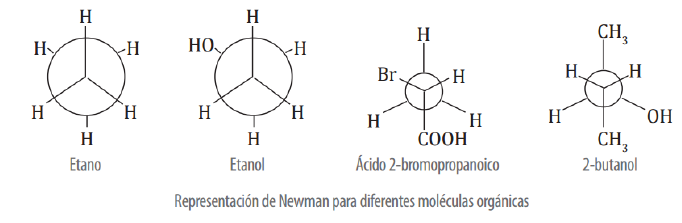 H
H
H
H
H
H
Etano
H
HO
H
H
H
H
Etanol
H
Br
H
H
H
COOH
Ácido 2-bromopropanoico
CH3
H
H
H
OH
CH3
2-butanol
Representación de Newman para diferentes moléculas orgánicas